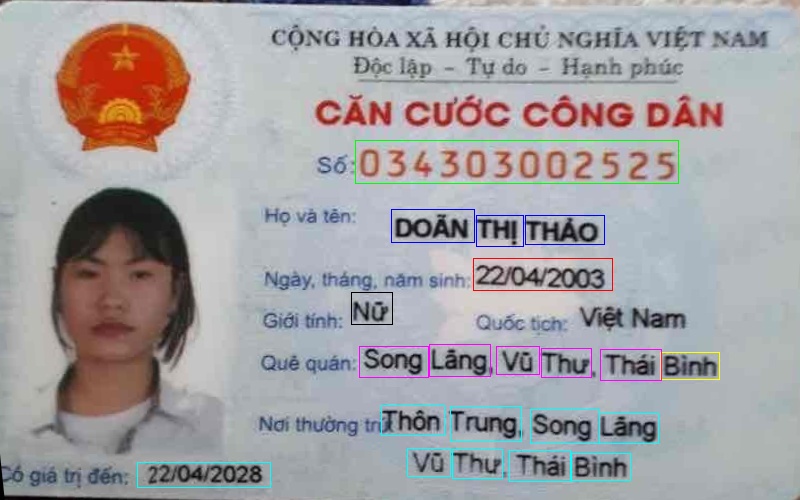 CỘNG HÒA XÃ HỘI CHỦ NGHĨA VIỆT NAM
Độc lập - Tự do - Hạnh phúc
CĂN CƯỚC CÔNG DÂN
Số: 034303002525
Họ và tên: DOÃN THỊ THẢO
Ngày, tháng, năm sinh: 22/04/2003
Giới tính: Nữ Quốc tịch: Việt Nam
Quê quán: Song Lãng, Vũ Thư, Thái Bình
Nơi thường trú: Thôn Trung, Song Lãng
Vũ Thư, Thái Bình
Có giá trị đến: 22/04/2028